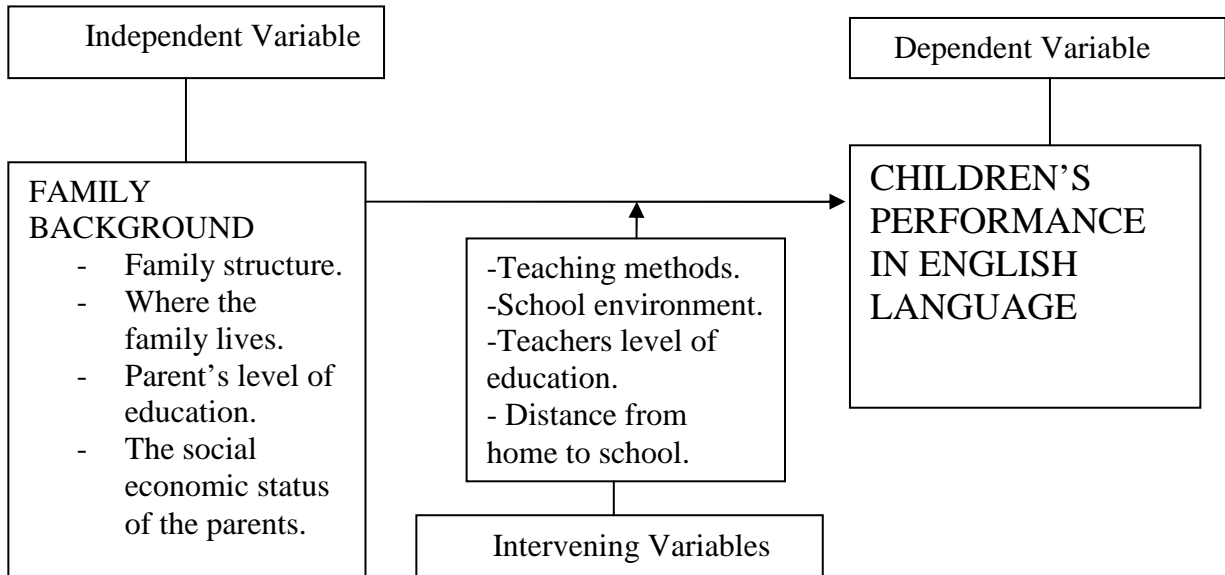 Independent Variable
Dependent Variable
FAMILY
BACKGROUND
- Family structure.
- Where the
family lives.
- Parent’s level of
education.
- The social
economic status
of the parents.
-Teaching methods.
-School environment.
-Teachers level of
education.
- Distance from
home to school.
Intervening Variables
CHILDREN’S
PERFORMANCE
IN ENGLISH
LANGUAGE